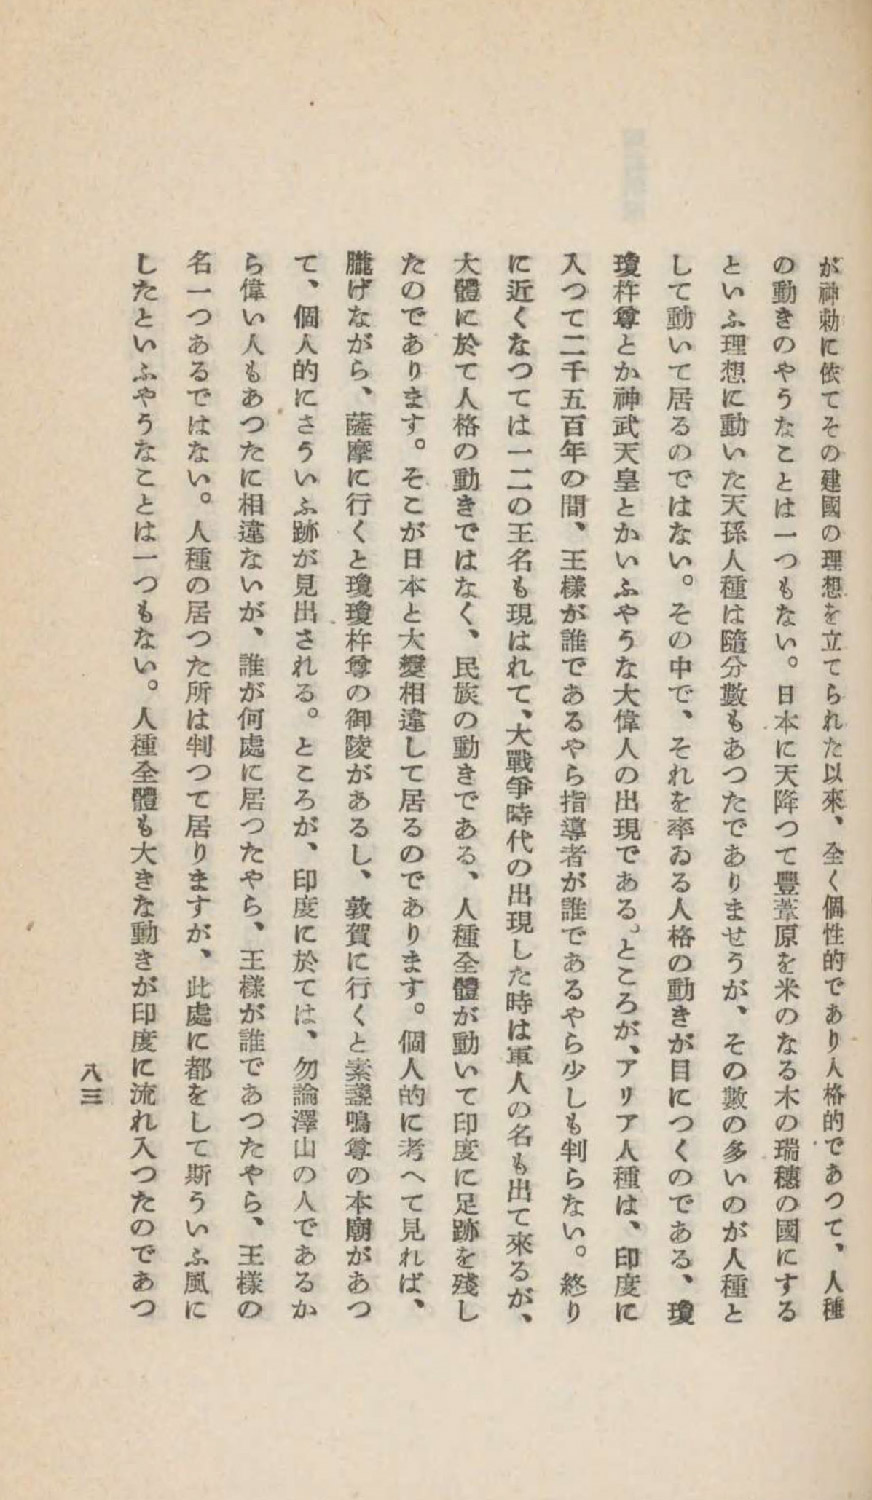 が神勅に依てその建國の理想を立てられた以來、全く個性的であり人格的であつて、人種
の動きのやうなことは一つもない。日本に天降つて豐葦原を米のなる木の瑞穗の國にする
といふ理想に動いた天孫人種は隨分數もあつたでありませうが、その數の多いのが人種と
して動いて居るのではない。その中で、それを率ゐる人格の動きが目につくのである、瓊
瓊杵尊とか神武天皇とかいふやうな大偉人の出現である。ところが、アリア人種は、印度に
入つて二千五百年の間、王樣が誰であるやら指導者が誰であるやら少しも判らない。終り
に近くなつては一二の王名も現はれて、大戰爭時代の出現した時は軍人の名も出て來るが、
大體に於て人格の動きではなく、民族の動きである、人種全體が動いて印度に足跡を殘し
たのであります。そこが日本と大變相違して居るのであります。個人的に考へて見れば、
朧げながら、薩摩に行くと瓊瓊杵尊の御陵があるし、敦賀に行くと素盞鳴尊の本廟があつ
て、個人的にさういふ跡が見出される。ところが、印度に於ては、勿論澤山の人であるか
ら偉い人もあつたに相違ないが、誰が何處に居つたやら、王樣が誰であつたやら、王樣の
名一つあるではない。人種の居つた所は判つて居りますが、此處に都をして斯ういふ風に
したといふやうなことは一つもない。人種全體も大きな動きが印度に流れ入つたのであつ
八三